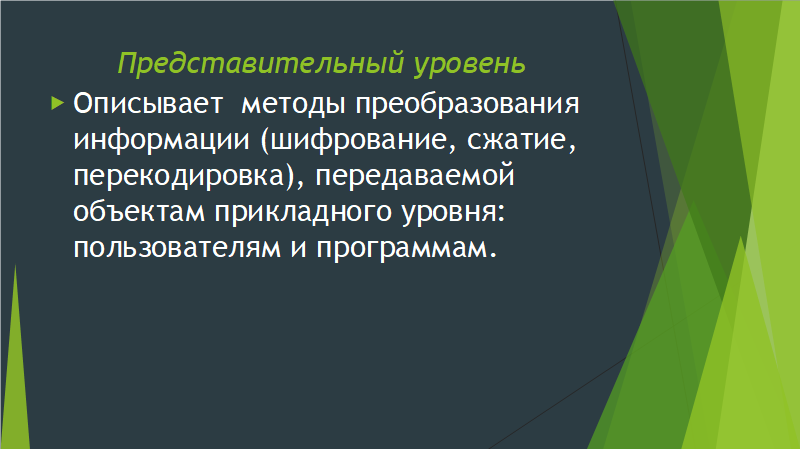 Представительный уровень
Описывает методы преобразования
информации (шифрование, сжатие,
перекодировка), передаваемой
объектам прикладного уровня:
пользователям и программам.